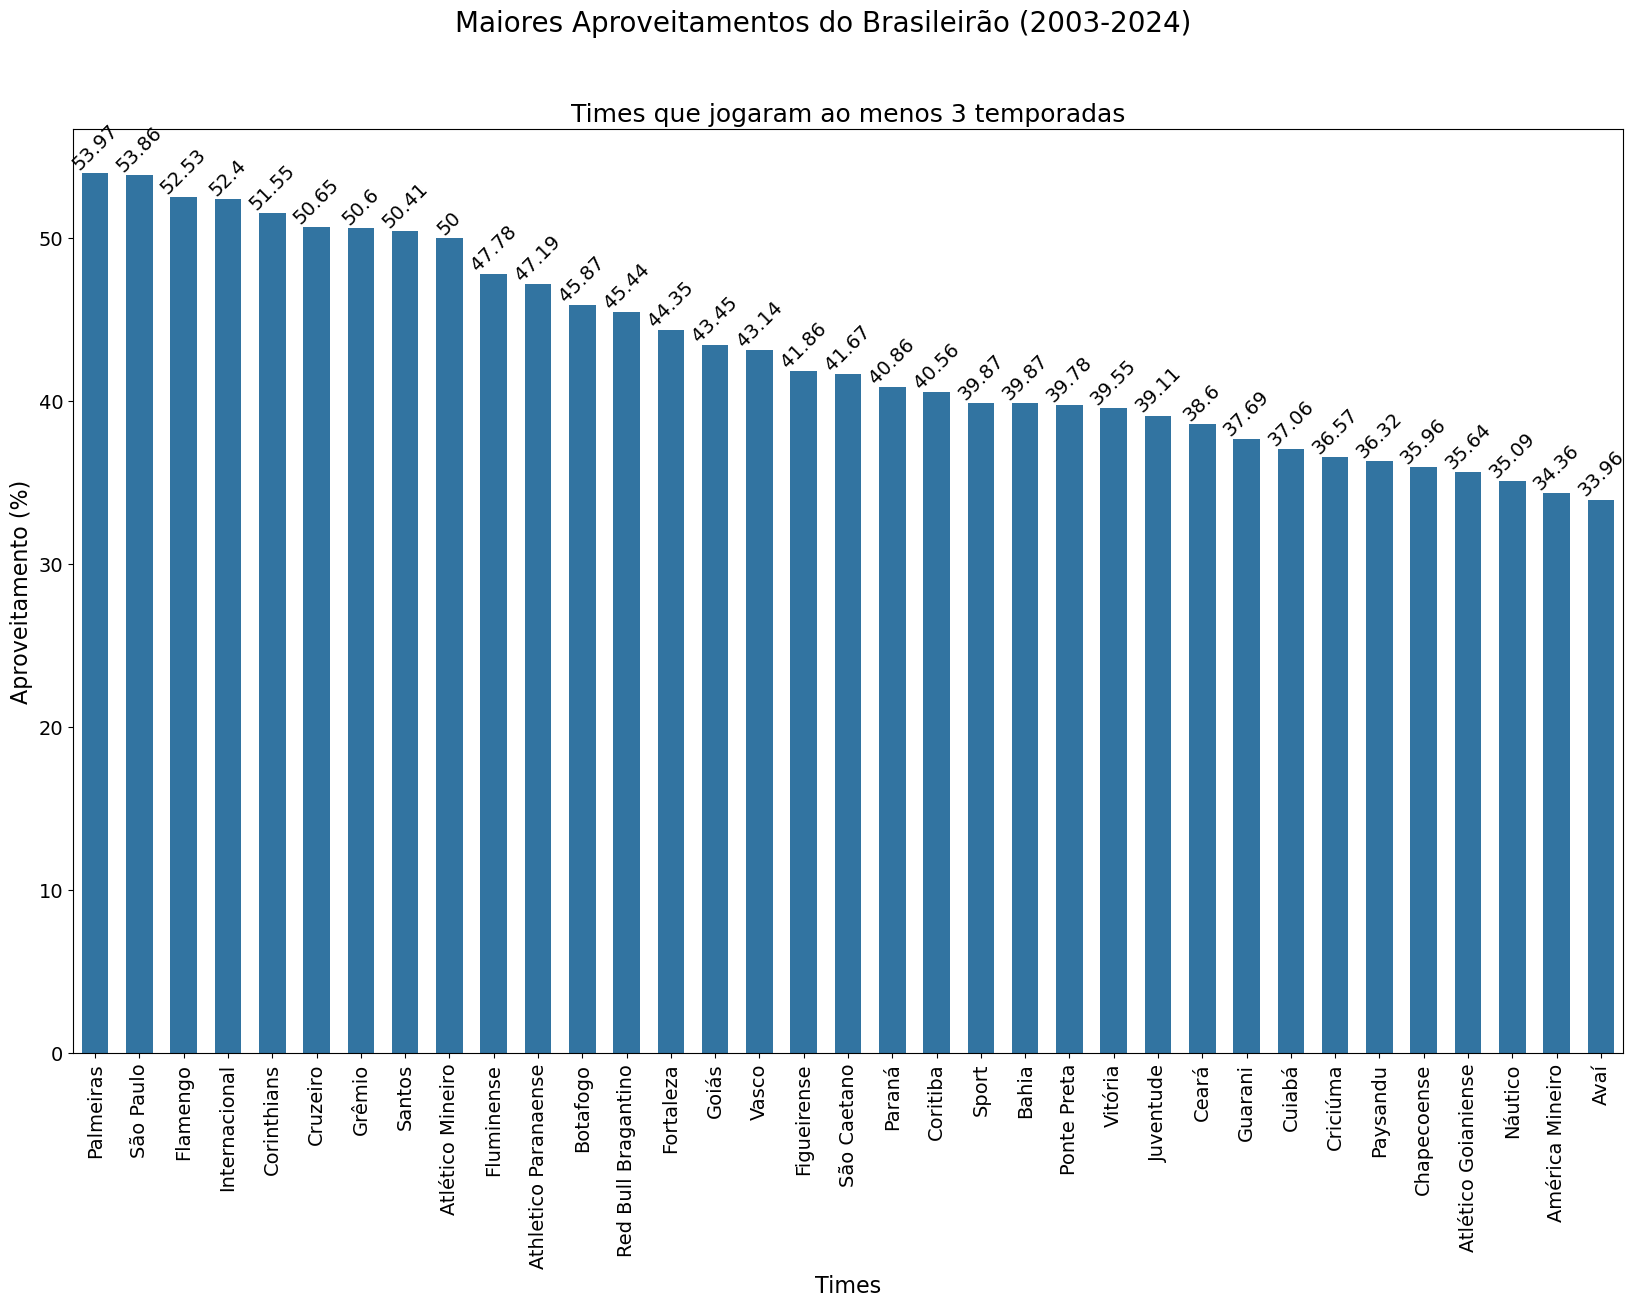 Maiores Aproveitamentos do Brasileirão (2003-2024)
Times que jogaram ao menos 3 temporadas
53.97
53.86
52.53
52.4
51.55
50.65
50.6
50.41
50
47.78
47.19
45.87
45.44
44.35
43.45
43.14
41.86
41.67
40.86
40.56
39.87
39.87
39.78
39.55
39.11
38.6
37.69
37.06
36.57
36.32
35.96
35.64
35.09
34.36
33.96
Aproveitamento (%)
50
40
30
20
10
0
Palmeiras
São Paulo
Flamengo
Internacional
Corinthians
Cruzeiro
Grêmio
Santos
Atlético Mineiro
Fluminense
Athletico Paranaense
Botafogo
Red Bull Bragantino
Fortaleza
Goiás
Vasco
Figueirense
São Caetano
Paraná
Coritiba
Sport
Bahia
Ponte Preta
Vitória
Juventude
Ceará
Guarani
Cuiabá
Criciúma
Paysandu
Chapecoense
Atlético Goianiense
Náutico
América Mineiro
Avaí
Times